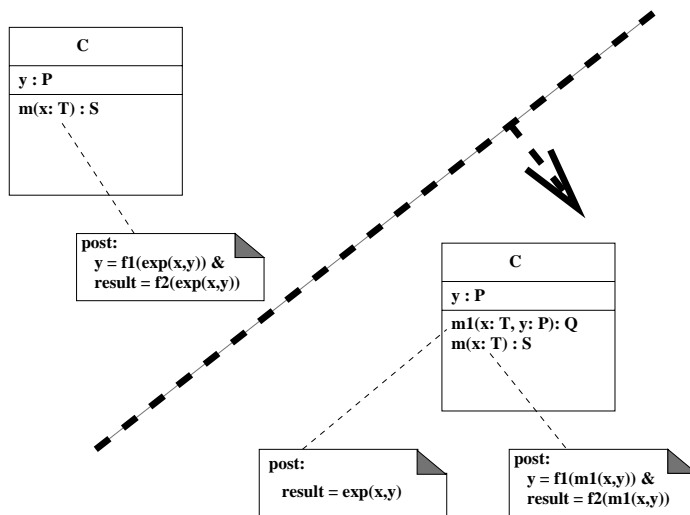 C
y : P
m(x: T) : S
post:
y = f1(exp(x,y)) &
result = f2(exp(x,y))
C
y : P
m1(x: T, y: P): Q
m(x: T) : S
post:
result = exp(x,y)
post:
y = f1(m1(x,y)) &
result = f2(m1(x,y))